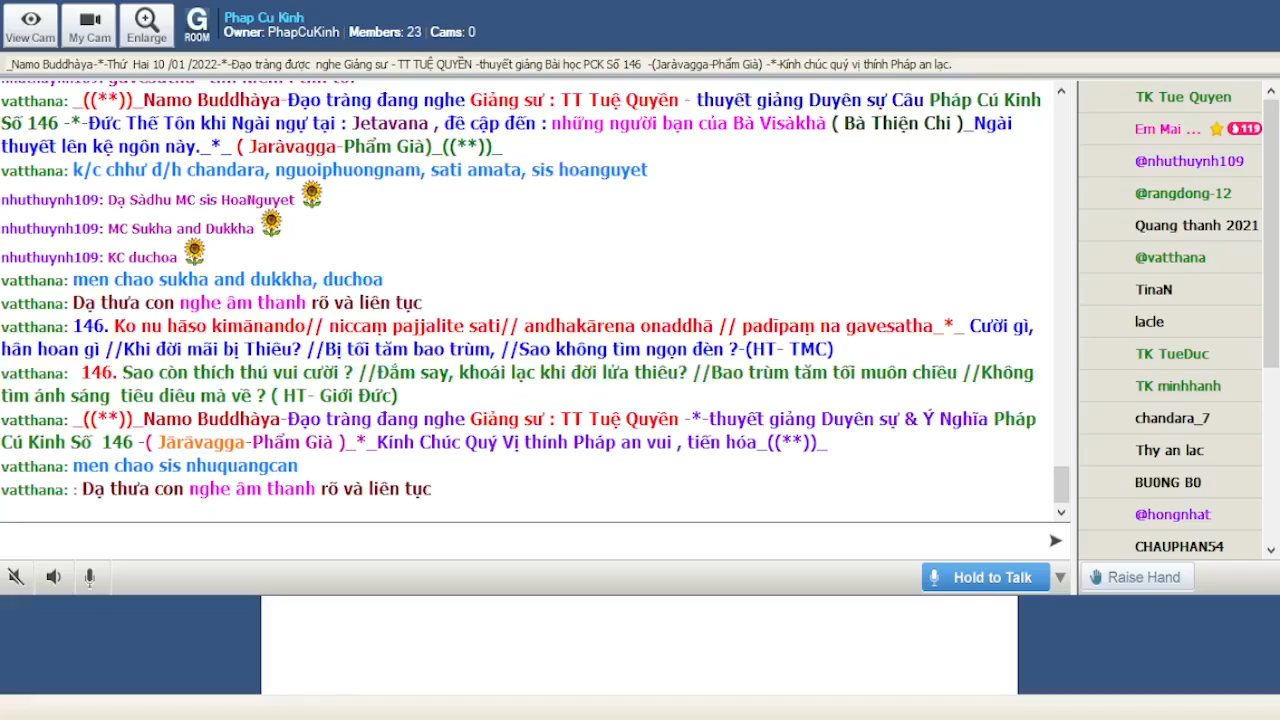 View Cam
My Cam
Enlarge
G
ROOM
Phap Cu Kinh
Owner: PhapCuKinh | Members: 23 | Cams: 0
_Namo Buddhàya-*-Thứ Hai 10 /01 /2022-*-Đạo tràng được nghe Giảng sư - TT TUỆ QUYỀN -thuyết giảng Bài học PCK Số 146 -(Jaràvagga-Phẩm Già) -*-Kính chúc quý vị thính Pháp an lạc.
vatthana: _((**))_Namo Buddhàya-Đạo tràng đang nghe Giảng sư : TT Tuệ Quyền - thuyết giảng Duyên sự Câu Pháp Cú Kinh
Số 146 -*-Đức Thế Tôn khi Ngài ngự tại : Jetavana , đề cập đến : những người bạn của Bà Visàkhà ( Bà Thiện Chi )_Ngài
thuyết lên kệ ngôn này._*_ ( Jaràvagga-Phẩm Già)_((**))_
vatthana: k/c chhư đ/h chandara, nguoiphuongnam, sati amata, sis hoanguyet
nhuthuynh109: Dạ Sàdhu MC sis HoaNguyet
nhuthuynh109: MC Sukha and Dukkha
nhuthuynh109: KC duchoa
vatthana: men chao sukha and dukkha, duchoa
vatthana: Dạ thưa con nghe âm thanh rõ và liên tục
vatthana: 146. Ko nu hāso kimānando// niccaṃ pajjalite sati// andhakārena onaddhā // padīpaṃ na gavesatha_*_ Cười gì,
hân hoan gì //Khi đời mãi bị Thiêu? //Bị tối tăm bao trùm, //Sao không tìm ngọn đèn ?-(HT- TMC)
vatthana: 146. Sao còn thích thú vui cười ? //Đắm say, khoái lạc khi đời lửa thiêu? //Bao trùm tăm tối muôn chiều //Không
tìm ánh sáng tiêu diêu mà về ? ( HT- Giới Đức)
vatthana: _((**))_Namo Buddhàya-Đạo tràng đang nghe Giảng sư : TT Tuệ Quyền -*-thuyết giảng Duyên sự & Ý Nghĩa Pháp
Cú Kinh Số 146 -( Jārāvagga-Phẩm Già )_*_Kính Chúc Quý Vị thính Pháp an vui , tiến hóa_((**))_
vatthana: men chao sis nhuquangcan
vatthana: : Dạ thưa con nghe âm thanh rõ và liên tục
Hold to Talk
TK Tue Quyen
Em Mai ... 119
@nhuthuynh109
@rangdong-12
Quang thanh 2021
@vatthana
TinaN
lacle
TK TueDuc
TK minhhanh
chandara_7
Thy an lac
BU0NG B0
@hongnhat
CHAUPHAN54
Raise Hand